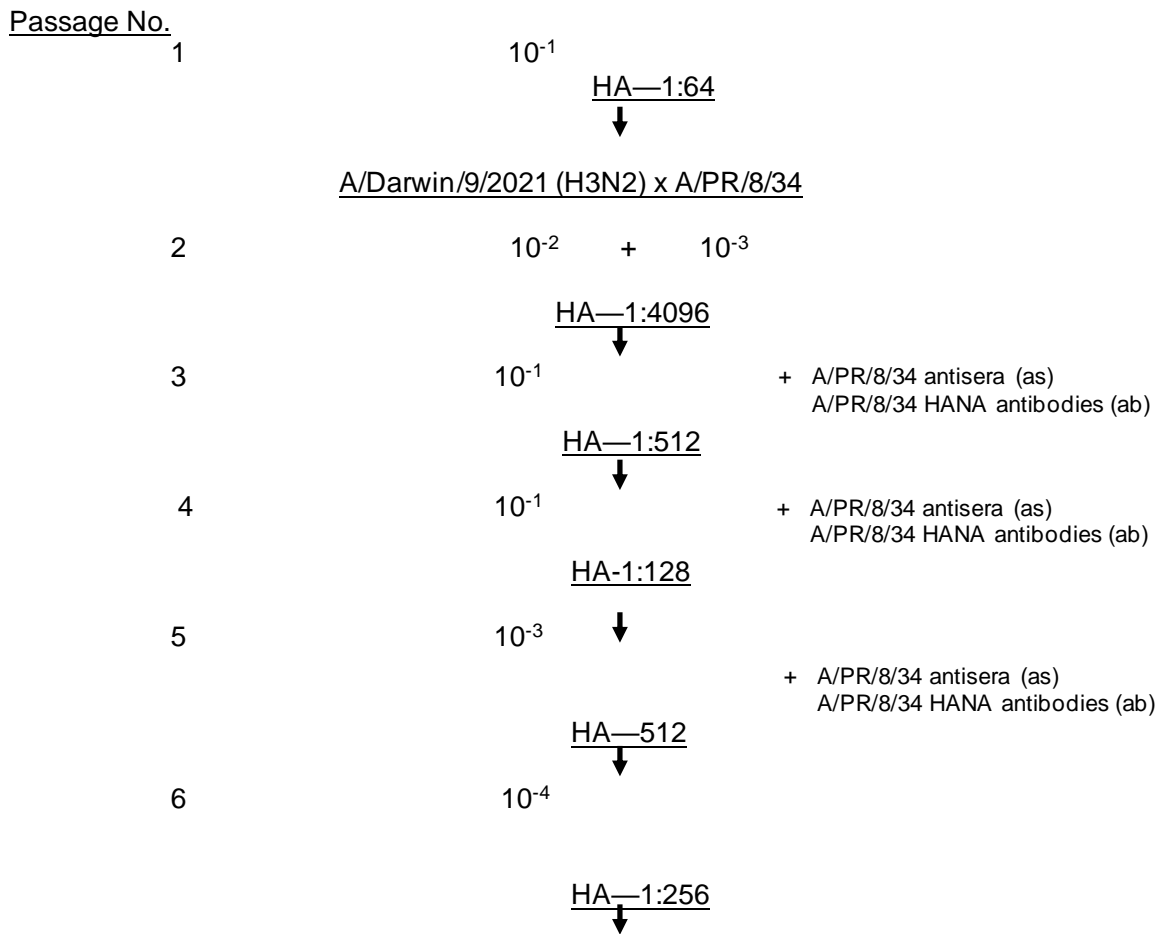 Passage No.
1 10⁻¹
HA—1:64
A/Darwin/9/2021 (H3N2) x A/PR/8/34
2 10⁻² + 10⁻³
HA—1:4096
3 10⁻¹ + A/PR/8/34 antisera (as)
A/PR/8/34 HANA antibodies (ab)
HA—1:512
4 10⁻¹ + A/PR/8/34 antisera (as)
A/PR/8/34 HANA antibodies (ab)
HA-1:128
5 10⁻³
+ A/PR/8/34 antisera (as)
A/PR/8/34 HANA antibodies (ab)
HA—512
6 10⁻⁴
HA—1:256